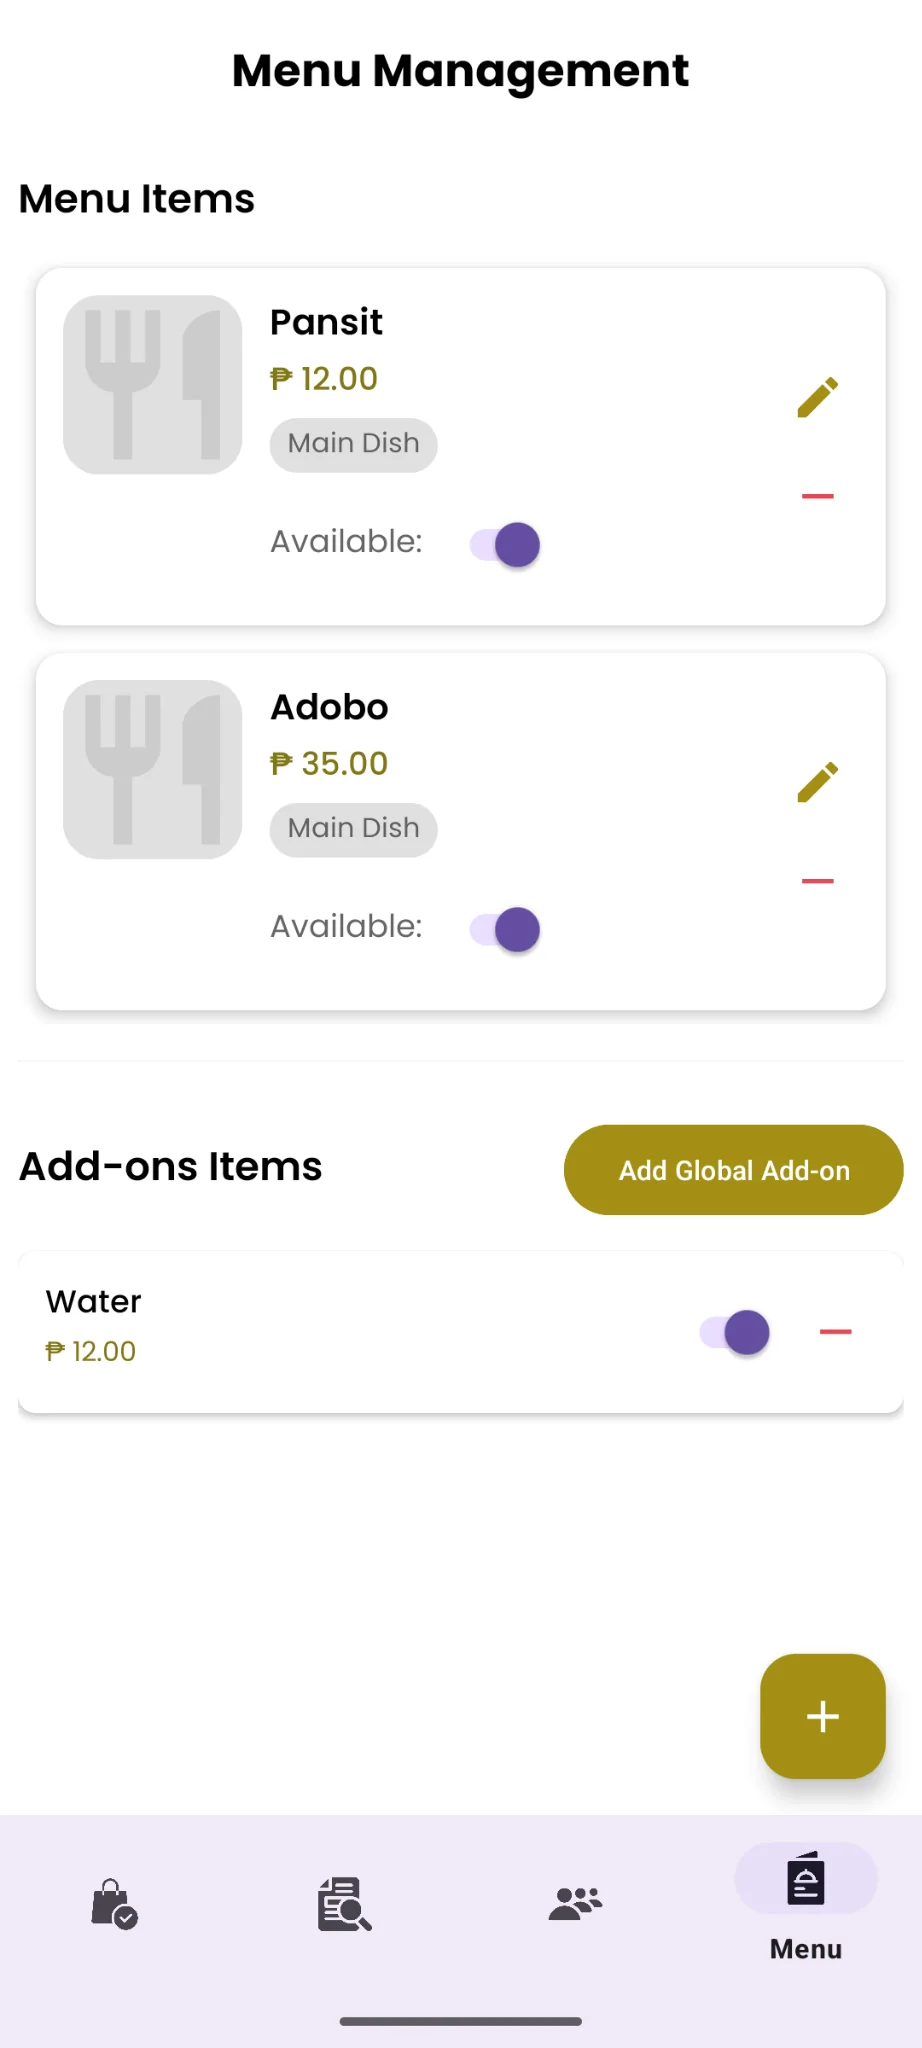 Menu Management
Menu Items
Pansit
₱ 12.00
Main Dish
Available:
Adobo
₱ 35.00
Main Dish
Available:
Add-ons Items
Add Global Add-on
Water
₱ 12.00
Menu